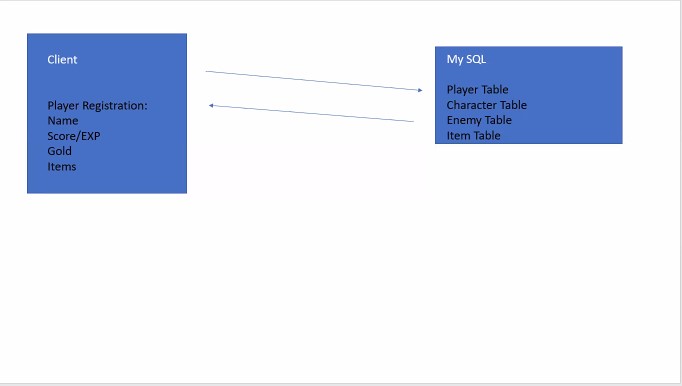 Client
Player Registration:
Name
Score/EXP
Gold
Items
My SQL
Player Table
Character Table
Enemy Table
Item Table